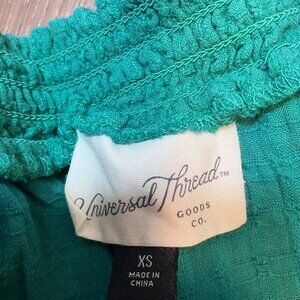 Universal Thread™
GOODS
CO.
XS
MADE IN
CHINA